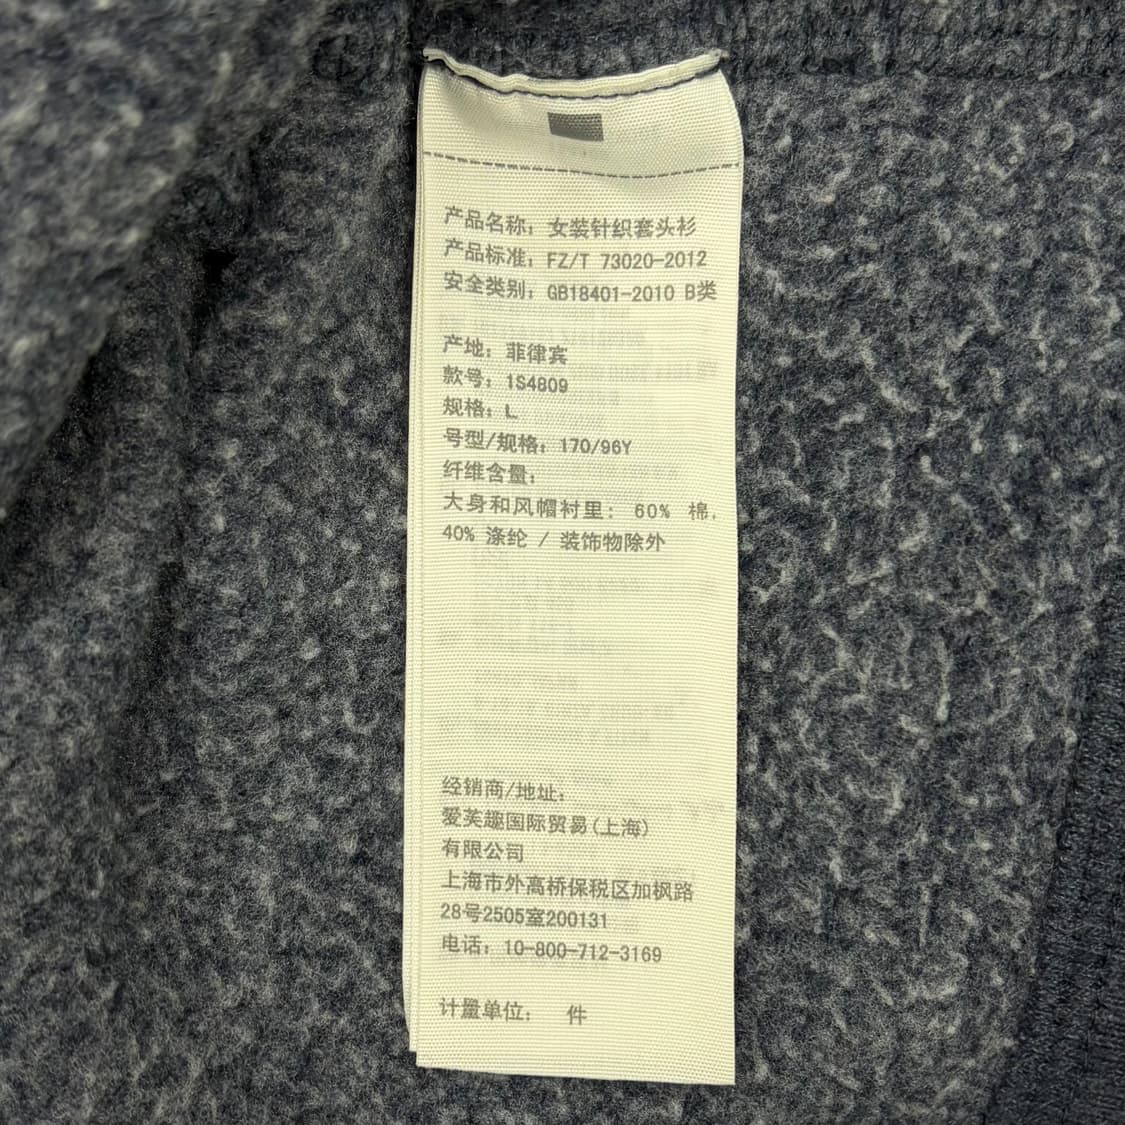 产品名称：女装针织套头衫
产品标准：FZ/T 73020-2012
安全类别：GB18401-2010 B类
产地：菲律宾
款号：1S4809
规格：L
号型/规格：170/96Y
纤维含量：
大身和风帽衬里： 60% 棉，
40% 涤纶 / 装饰物除外
经销商/地址：
爱芙趣国际贸易(上海)
有限公司
上海市外高桥保税区加枫路
28号2505室200131
电话：10-800-712-3169
计量单位： 件